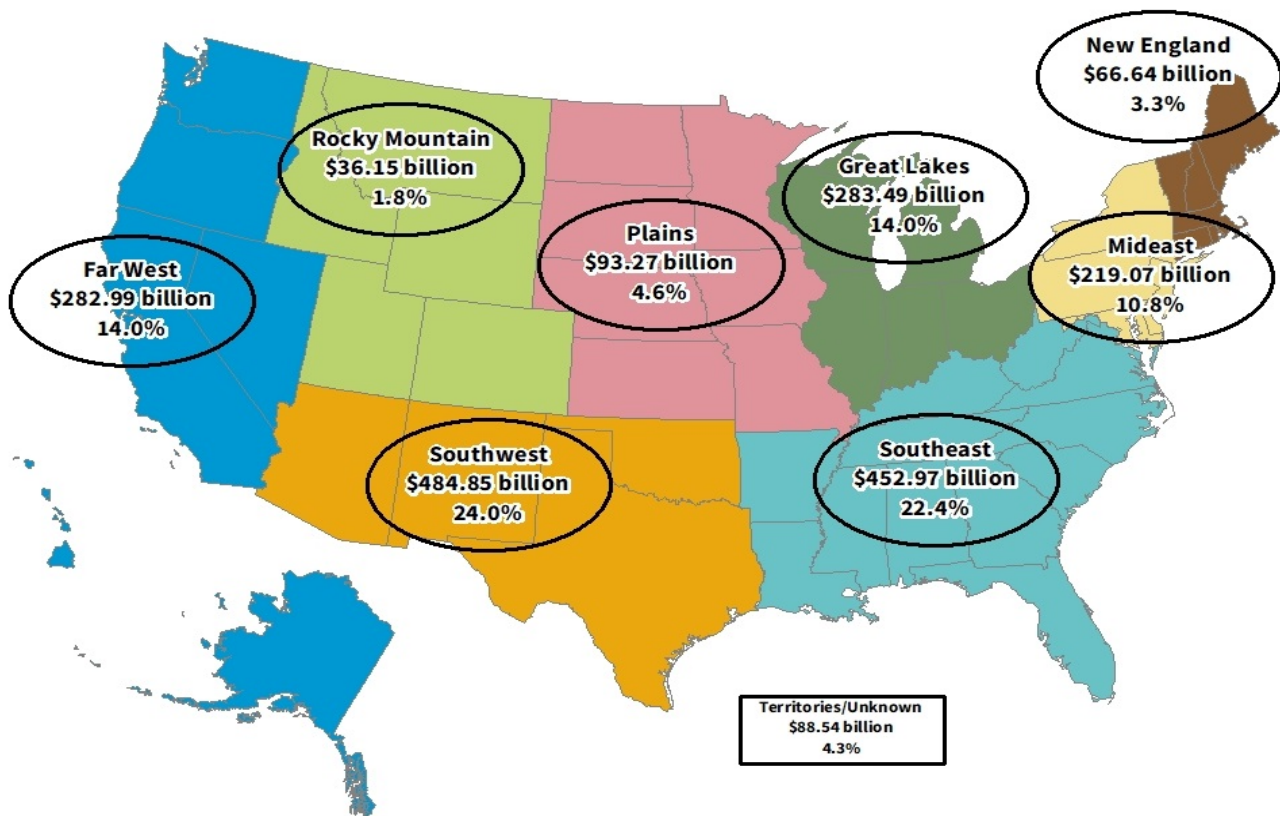 New England
$66.64 billion
3.3%
Rocky Mountain
$36.15 billion
1.8%
Great Lakes
$283.49 billion
14.0%
Plains
$93.27 billion
4.6%
Mideast
$219.07 billion
10.8%
Far West
$282.99 billion
14.0%
Southwest
$484.85 billion
24.0%
Southeast
$452.97 billion
22.4%
Territories/Unknown
$88.54 billion
4.3%